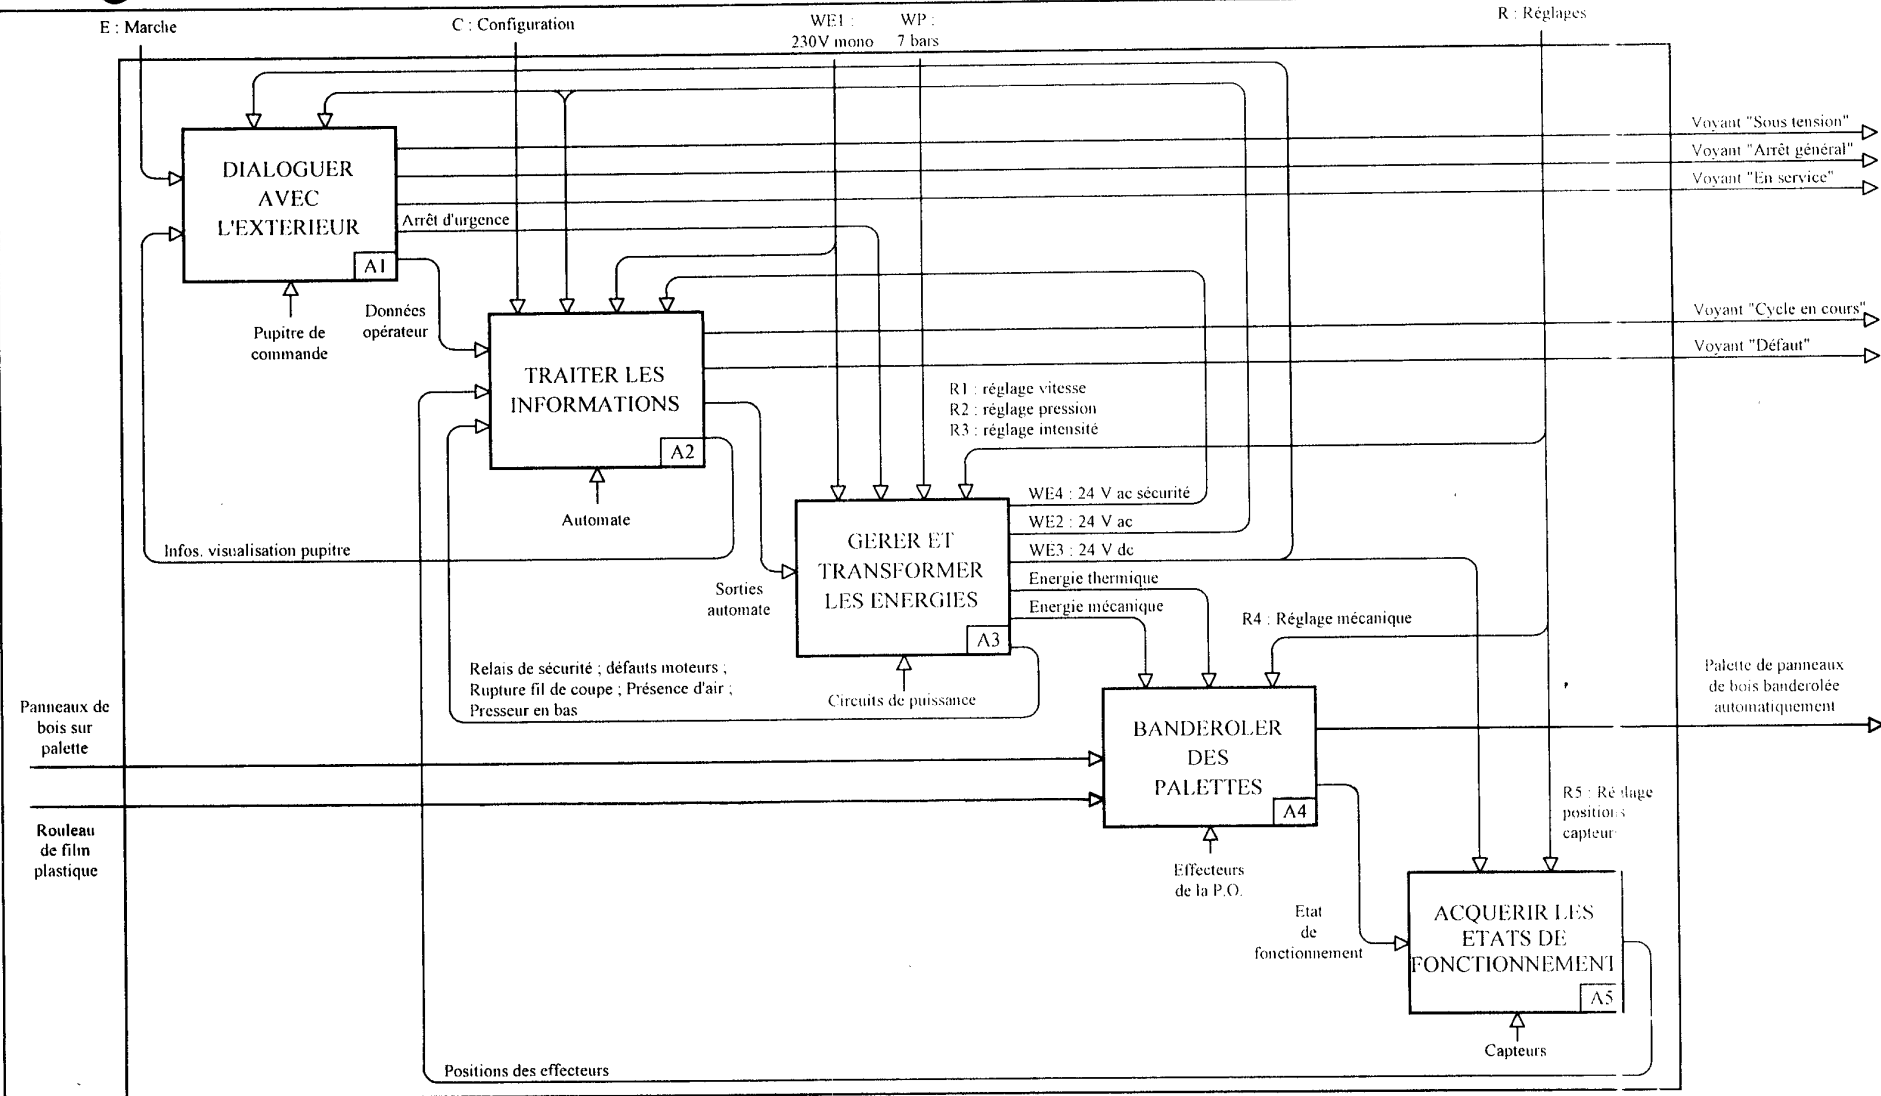 E : Marche
C : Configuration
WE1 :
230V mono
WP :
7 bars
R : Réglages
Voyant "Sous tension"
Voyant "Arrêt général"
Voyant "En service"
DIALOGUER
AVEC
L'EXTERIEUR
A1
Arrêt d'urgence
Pupitre de
commande
Données
opérateur
Voyant "Cycle en cours"
Voyant "Défaut"
TRAITER LES
INFORMATIONS
A2
R1 : réglage vitesse
R2 : réglage pression
R3 : réglage intensité
Automate
Infos. visualisation pupitre
Sorties
automate
GERER ET
TRANSFORMER
LES ENERGIES
A3
WE4 : 24 V ac sécurité
WE2 : 24 V ac
WE3 : 24 V dc
Energie thermique
Energie mécanique
R4 : Réglage mécanique
Relais de sécurité ; défauts moteurs ;
Rupture fil de coupe ; Présence d'air ;
Presseur en bas
Circuits de puissance
Panneaux de
bois sur
palette
Palette de panneaux
de bois banderolée
automatiquement
BANDEROLER
DES
PALETTES
A4
Rouleau
de film
plastique
R5 : Réglage
positions
capteur
Effecteurs
de la P.O.
Etat
de
fonctionnement
ACQUERIR LES
ETATS DE
FONCTIONNEMENT
A5
Capteurs
Positions des effecteurs